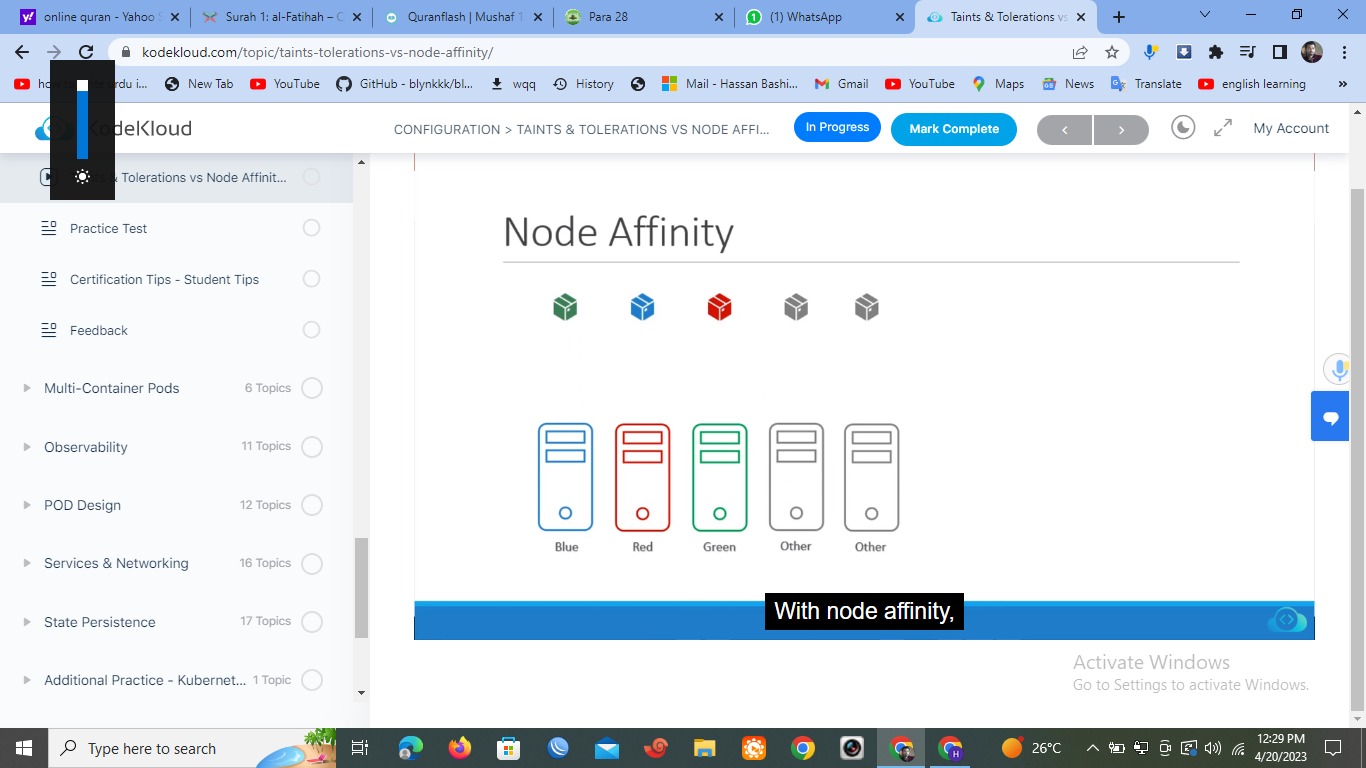 online quran - Yahoo S
Surah 1: al-Fatihah – C
Quranflash | Mushaf 1
Para 28
(1) WhatsApp
Taints & Tolerations vs
kodekloud.com/topic/taints-tolerations-vs-node-affinity/
urdu i...
New Tab
YouTube
GitHub - blynkkk/bl...
wqq
History
Mail - Hassan Bashi...
Gmail
YouTube
Maps
News
Translate
english learning
»
KodeKloud
CONFIGURATION > TAINTS & TOLERATIONS VS NODE AFFI...
In Progress
Mark Complete
My Account
& Tolerations vs Node Affinit...
Practice Test
Certification Tips - Student Tips
Feedback
Multi-Container Pods
6 Topics
Observability
11 Topics
POD Design
12 Topics
Services & Networking
16 Topics
State Persistence
17 Topics
Additional Practice - Kubernet...
1 Topic
Node Affinity
Blue
Red
Green
Other
Other
With node affinity,
Activate Windows
Go to Settings to activate Windows.
Type here to search
26°C
12:29 PM
4/20/2023